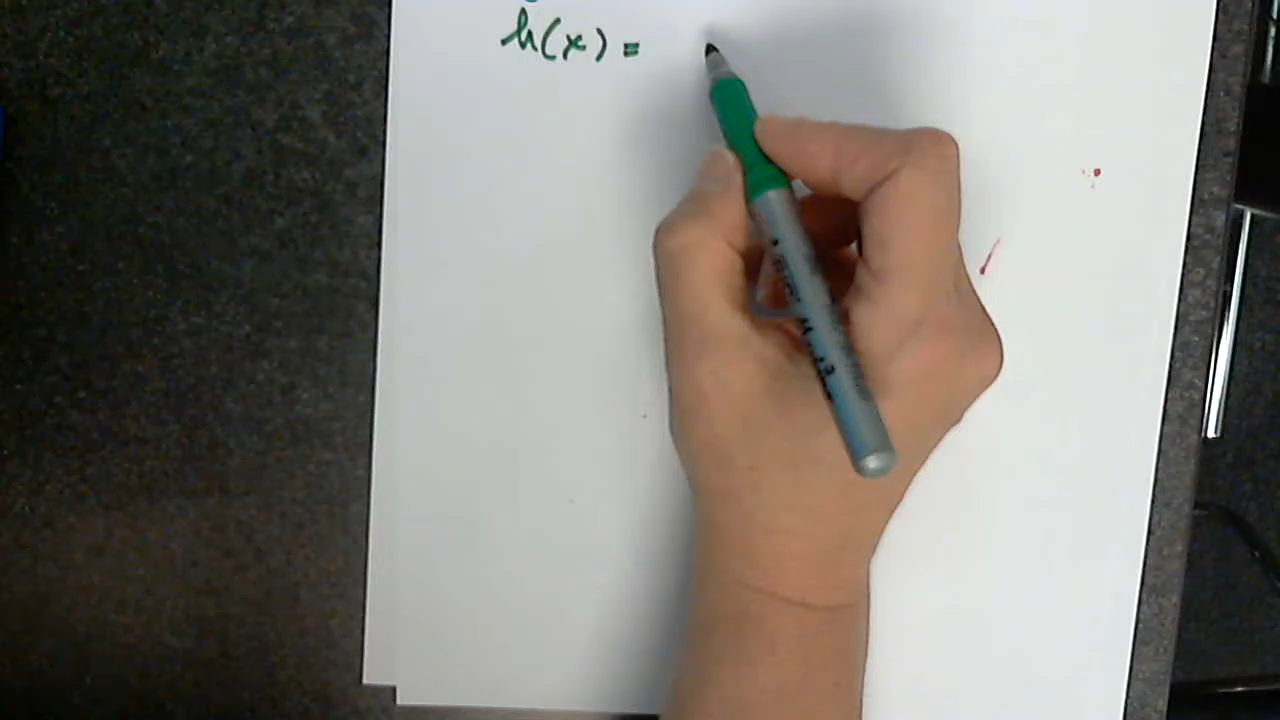 h(x) =